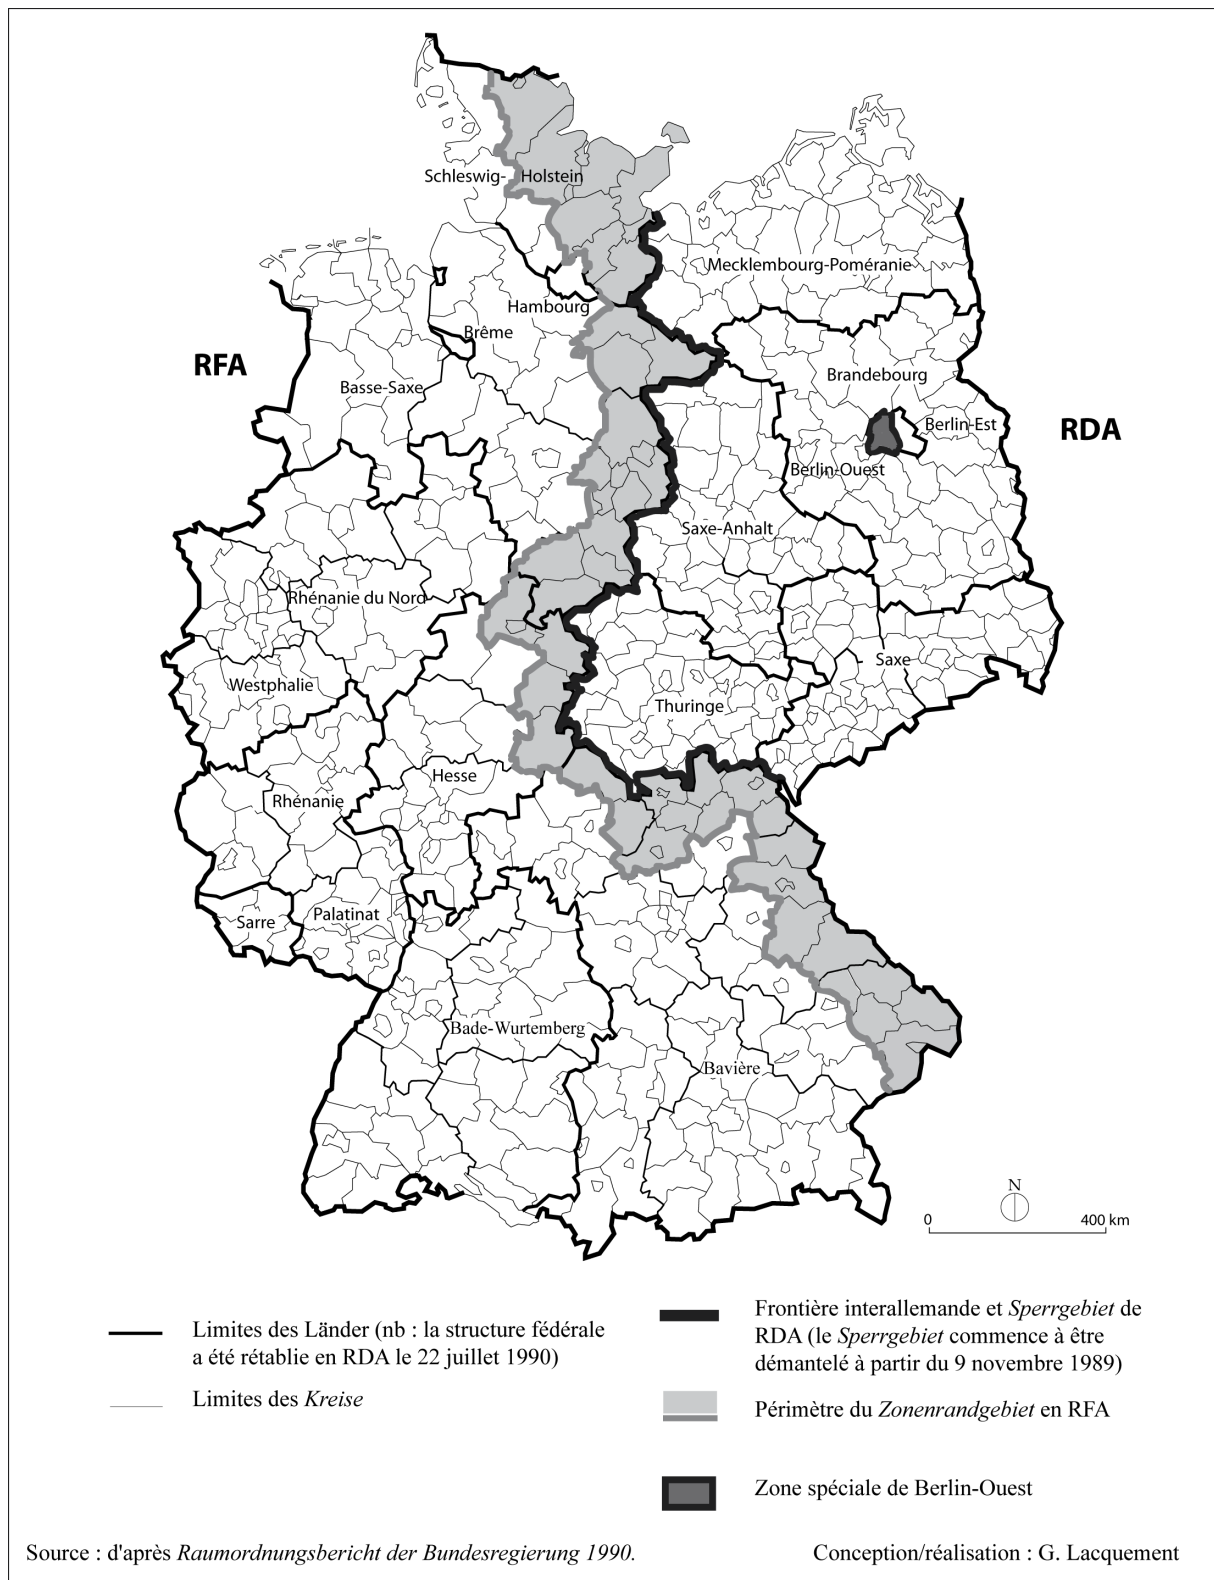 Schleswig-
Holstein
Mecklembourg-Poméranie
Hambourg
Brême
RFA
Brandebourg
Basse-Saxe
Berlin-Est
RDA
Berlin-Ouest
Saxe-Anhalt
Rhénanie du Nord
Saxe
Westphalie
Thuringe
Hesse
Rhénanie
Sarre
Palatinat
Bade-Wurtemberg
Bavière
N
0
400 km
Limites des Länder (nb : la structure fédérale
a été rétablie en RDA le 22 juillet 1990)
Limites des Kreise
Frontière interallemande et Sperrgebiet de
RDA (le Sperrgebiet commence à être
démantelé à partir du 9 novembre 1989)
Périmètre du Zonenrandgebiet en RFA
Zone spéciale de Berlin-Ouest
Source : d'après Raumordnungsbericht der Bundesregierung 1990.
Conception/réalisation : G. Lacquement